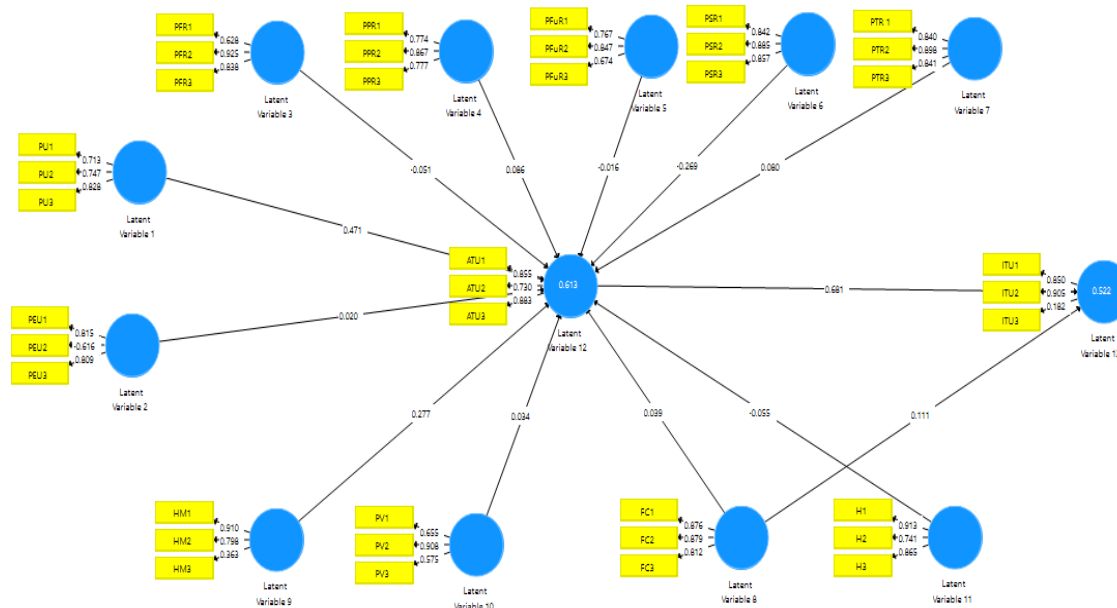 PFR1
0.628
PFR2
0.925
PFR3
0.838
Latent
Variable 3
PPR1
0.774
PPR2
0.867
PPR3
0.777
Latent
Variable 4
PFuR1
0.767
PFuR2
0.847
PFuR3
0.674
Latent
Variable 5
PSR1
0.842
PSR2
0.885
PSR3
0.857
Latent
Variable 6
PTR 1
0.840
PTR2
0.898
PTR3
0.841
Latent
Variable 7
PU1
0.713
PU2
0.747
PU3
0.828
Latent
Variable 1
-0.051
0.086
-0.016
-0.269
0.080
0.471
ATU1
0.855
ATU2
0.730
ATU3
0.883
0.613
Latent
Variable 12
0.681
ITU1
0.850
ITU2
0.905
ITU3
0.182
0.522
Latent
PEU1
0.815
PEU2
-0.616
PEU3
0.809
Latent
Variable 2
0.020
0.277
0.034
0.039
-0.055
0.111
HM1
0.910
HM2
0.798
HM3
0.363
Latent
Variable 9
PV1
0.655
PV2
0.908
PV3
0.575
Latent
Variable 10
FC1
0.876
FC2
0.879
FC3
0.812
Latent
Variable 8
H1
0.913
H2
0.741
H3
0.865
Latent
Variable 11